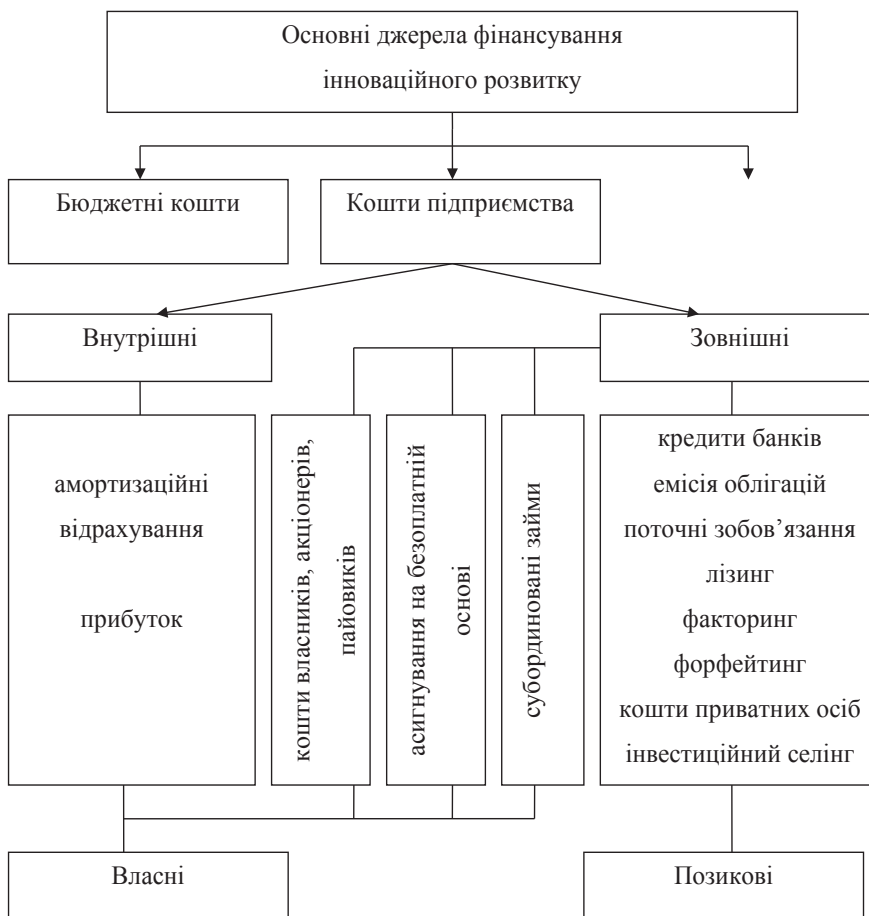 Основні джерела фінансування
інноваційного розвитку
Бюджетні кошти
Кошти підприємства
Внутрішні
Зовнішні
амортизаційні
відрахування
прибуток
кошти власників, акціонерів,
пайовиків
асигнування на безоплатній
основі
субординовані займи
кредити банків
емісія облігацій
поточні зобов’язання
лізинг
факторинг
форфейтинг
кошти приватних осіб
інвестиційний селінг
Власні
Позикові